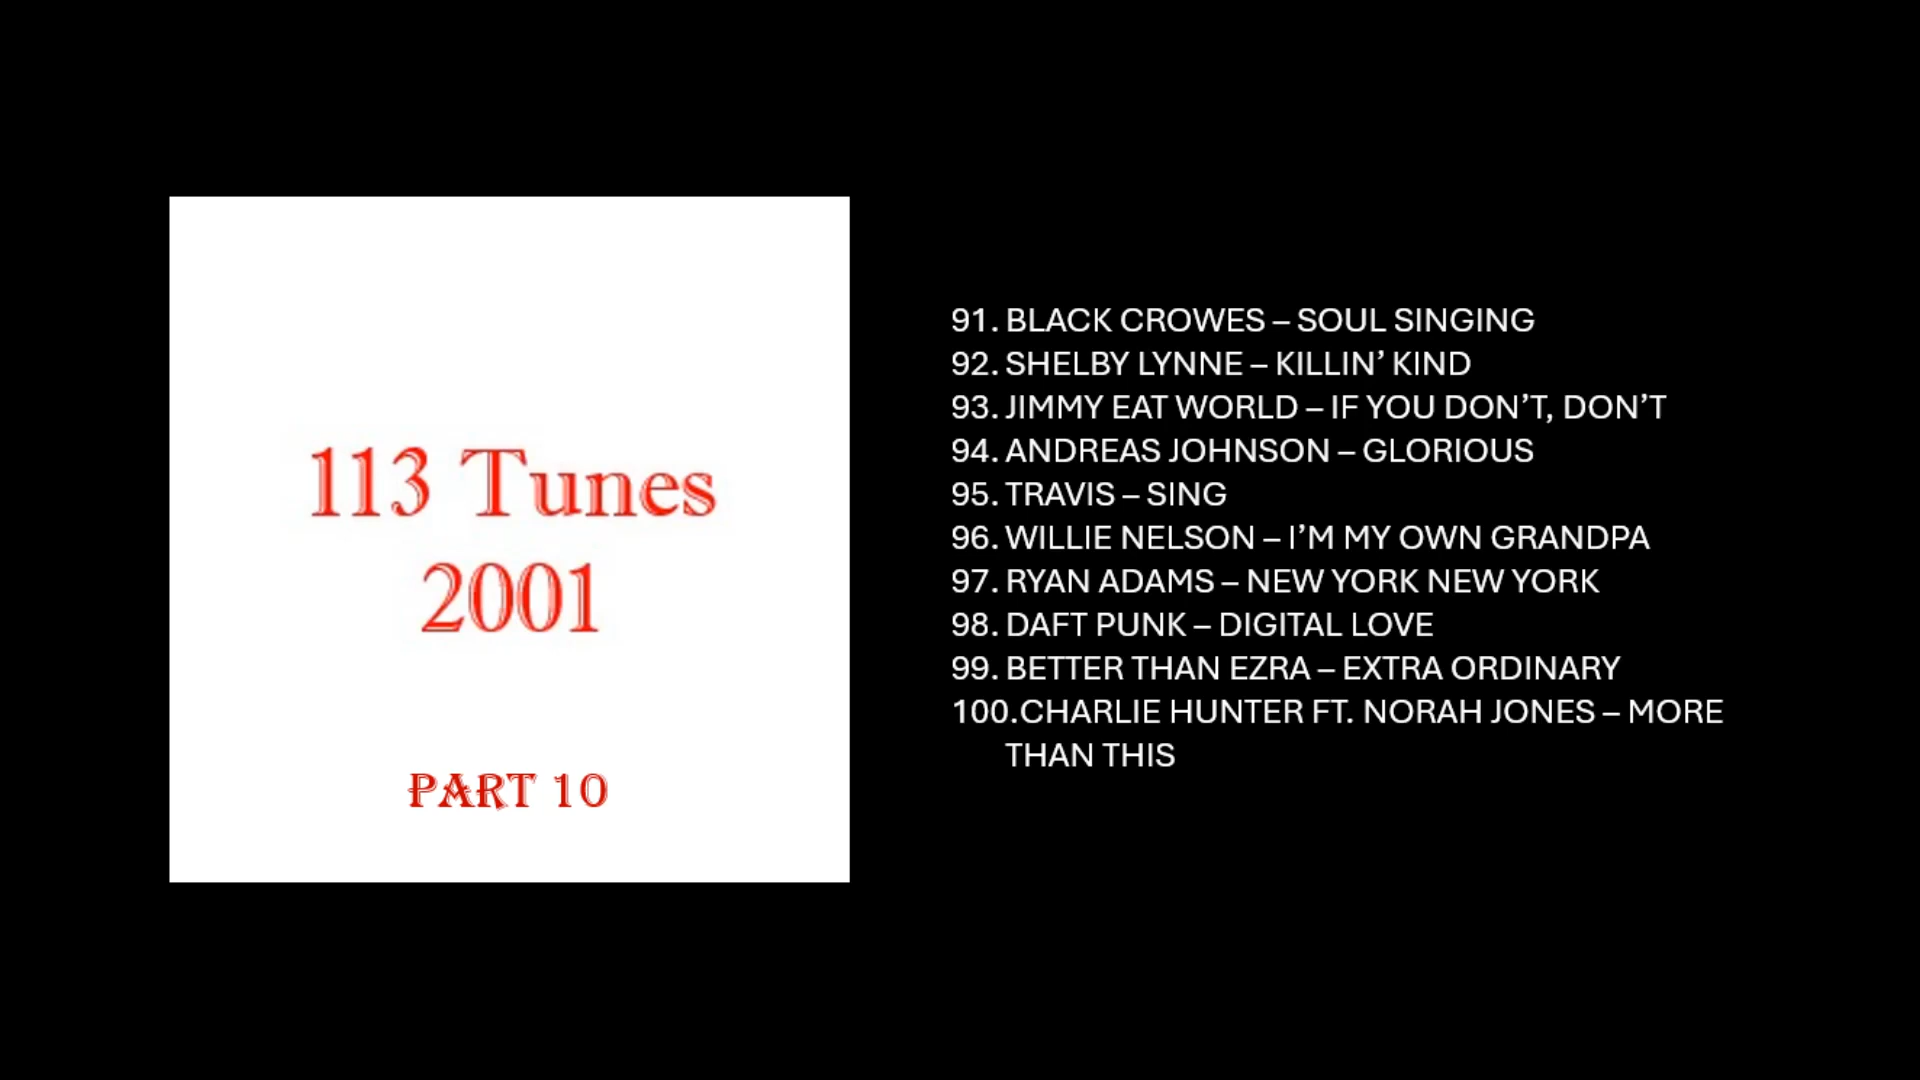 113 Tunes
2001
PART 10
91. BLACK CROWES – SOUL SINGING
92. SHELBY LYNNE – KILLIN’ KIND
93. JIMMY EAT WORLD – IF YOU DON’T, DON’T
94. ANDREAS JOHNSON – GLORIOUS
95. TRAVIS – SING
96. WILLIE NELSON – I’M MY OWN GRANDPA
97. RYAN ADAMS – NEW YORK NEW YORK
98. DAFT PUNK – DIGITAL LOVE
99. BETTER THAN EZRA – EXTRA ORDINARY
100.CHARLIE HUNTER FT. NORAH JONES – MORE
THAN THIS